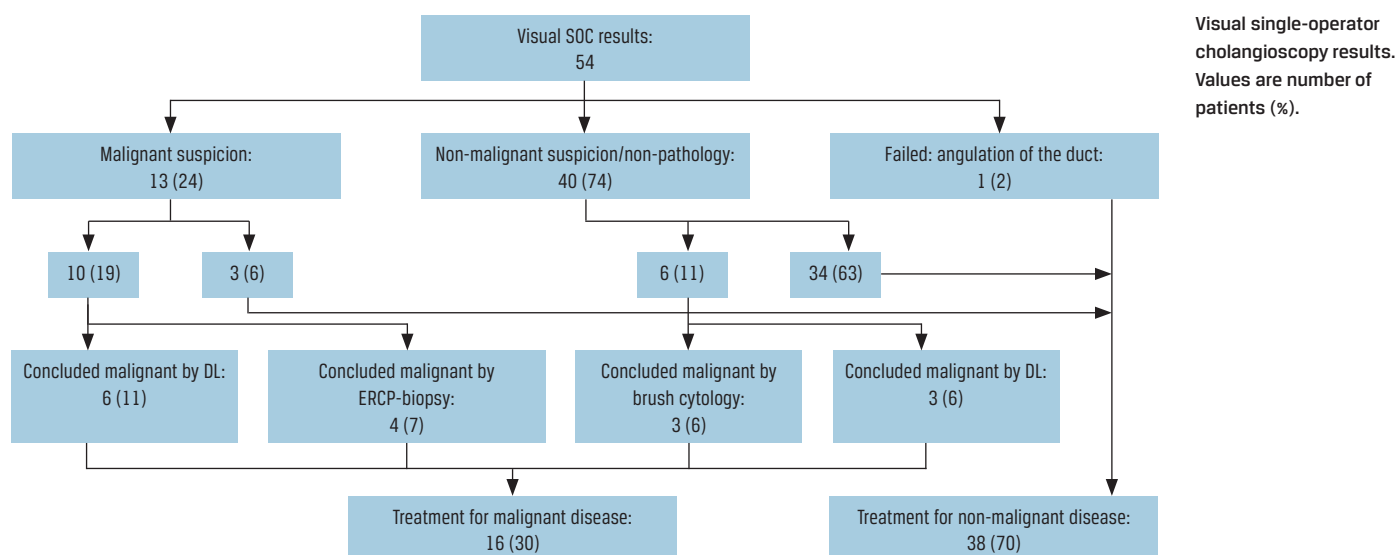 Visual SOC results:
54
Visual single-operator
cholangioscopy results.
Values are number of
patients (%).
Malignant suspicion:
13 (24)
Non-malignant suspicion/non-pathology:
40 (74)
Failed: angulation of the duct:
1 (2)
10 (19)
3 (6)
6 (11)
34 (63)
Concluded malignant by DL:
6 (11)
Concluded malignant by
ERCP-biopsy:
4 (7)
Concluded malignant by
brush cytology:
3 (6)
Concluded malignant by DL:
3 (6)
Treatment for malignant disease:
16 (30)
Treatment for non-malignant disease:
38 (70)